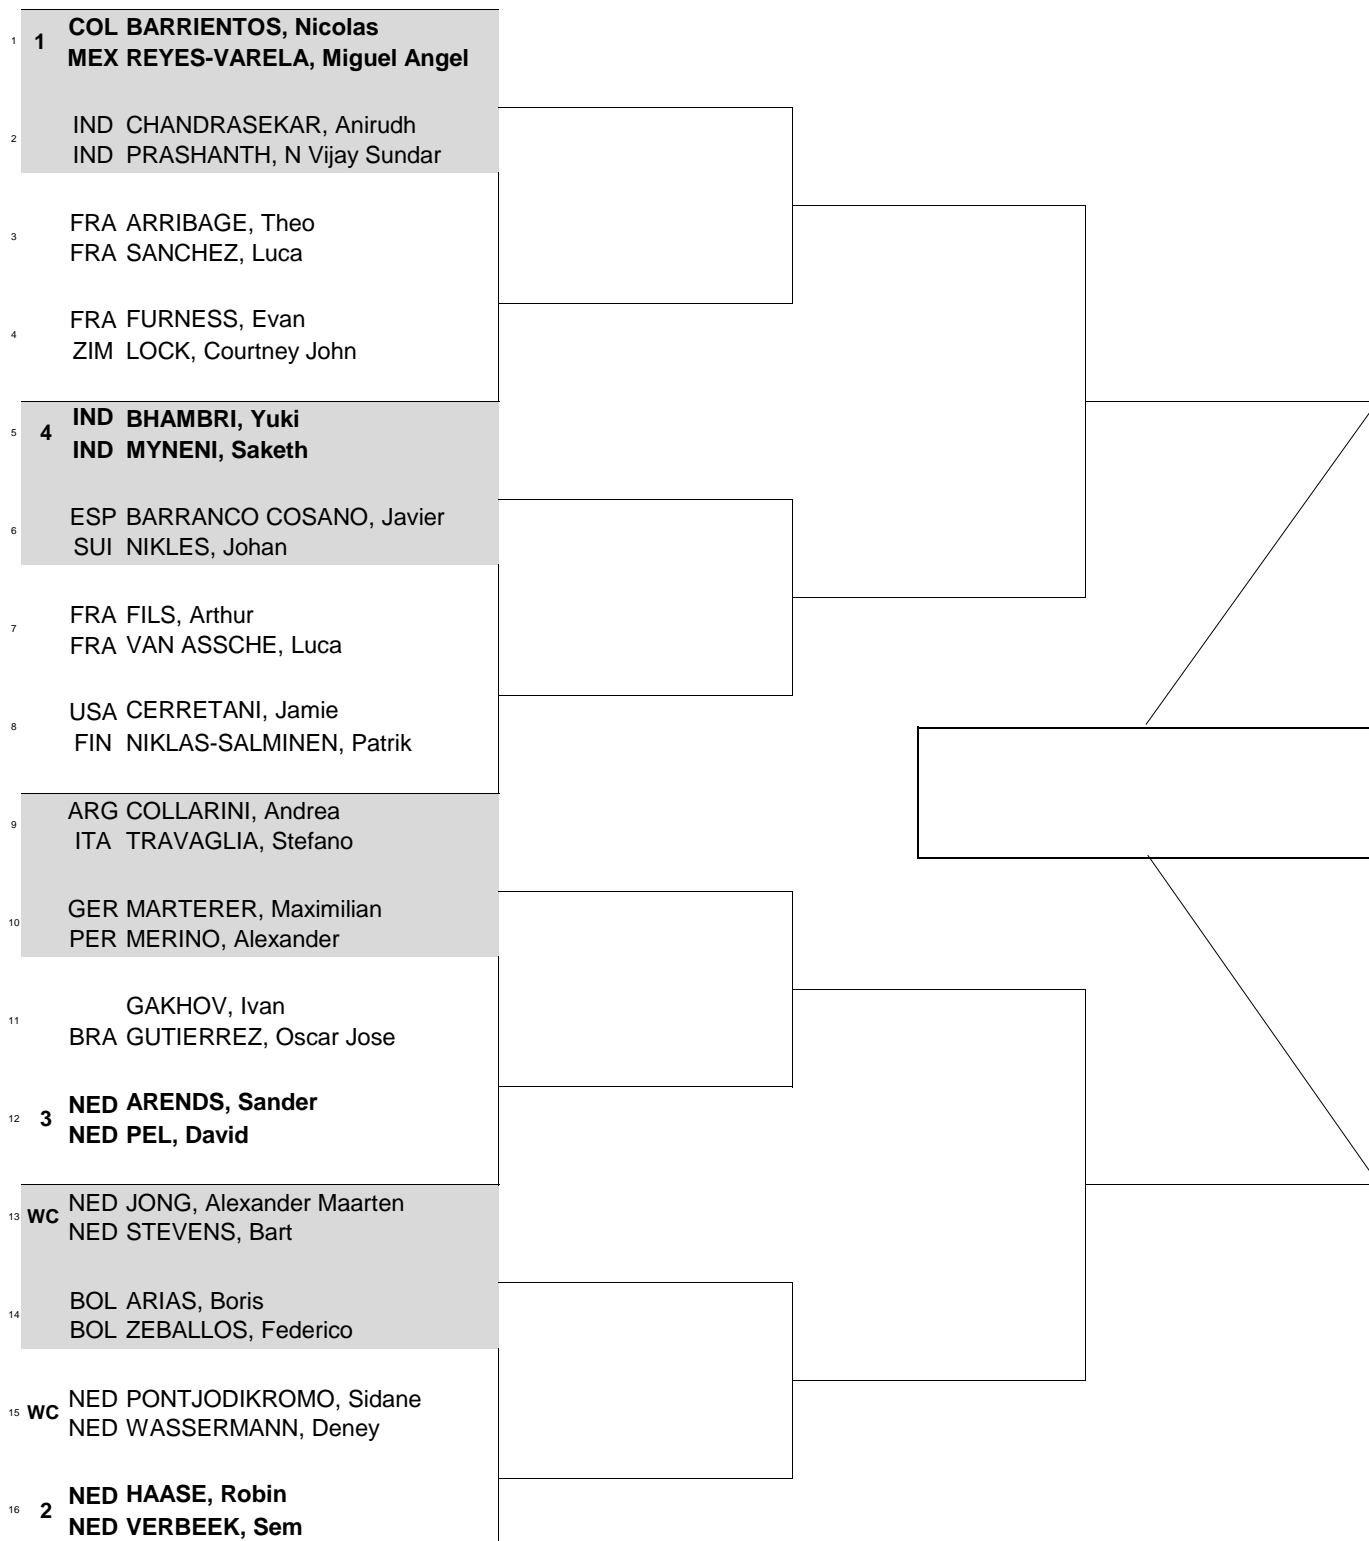 1 1 COL BARRIENTOS, Nicolas
MEX REYES-VARELA, Miguel Angel
2 IND CHANDRASEKAR, Anirudh
IND PRASHANTH, N Vijay Sundar
3 FRA ARRIBAGE, Theo
FRA SANCHEZ, Luca
4 FRA FURNESS, Evan
ZIM LOCK, Courtney John
5 4 IND BHAMBRI, Yuki
IND MYNENI, Saketh
6 ESP BARRANCO COSANO, Javier
SUI NIKLES, Johan
7 FRA FILS, Arthur
FRA VAN ASSCHE, Luca
8 USA CERRETANI, Jamie
FIN NIKLAS-SALMINEN, Patrik
9 ARG COLLARINI, Andrea
ITA TRAVAGLIA, Stefano
10 GER MARTERER, Maximilian
PER MERINO, Alexander
11 GAKHOV, Ivan
BRA GUTIERREZ, Oscar Jose
12 3 NED ARENDS, Sander
NED PEL, David
13 WC NED JONG, Alexander Maarten
NED STEVENS, Bart
14 BOL ARIAS, Boris
BOL ZEBALLOS, Federico
15 WC NED PONTJODIKROMO, Sidane
NED WASSERMANN, Deney
16 2 NED HAASE, Robin
NED VERBEEK, Sem